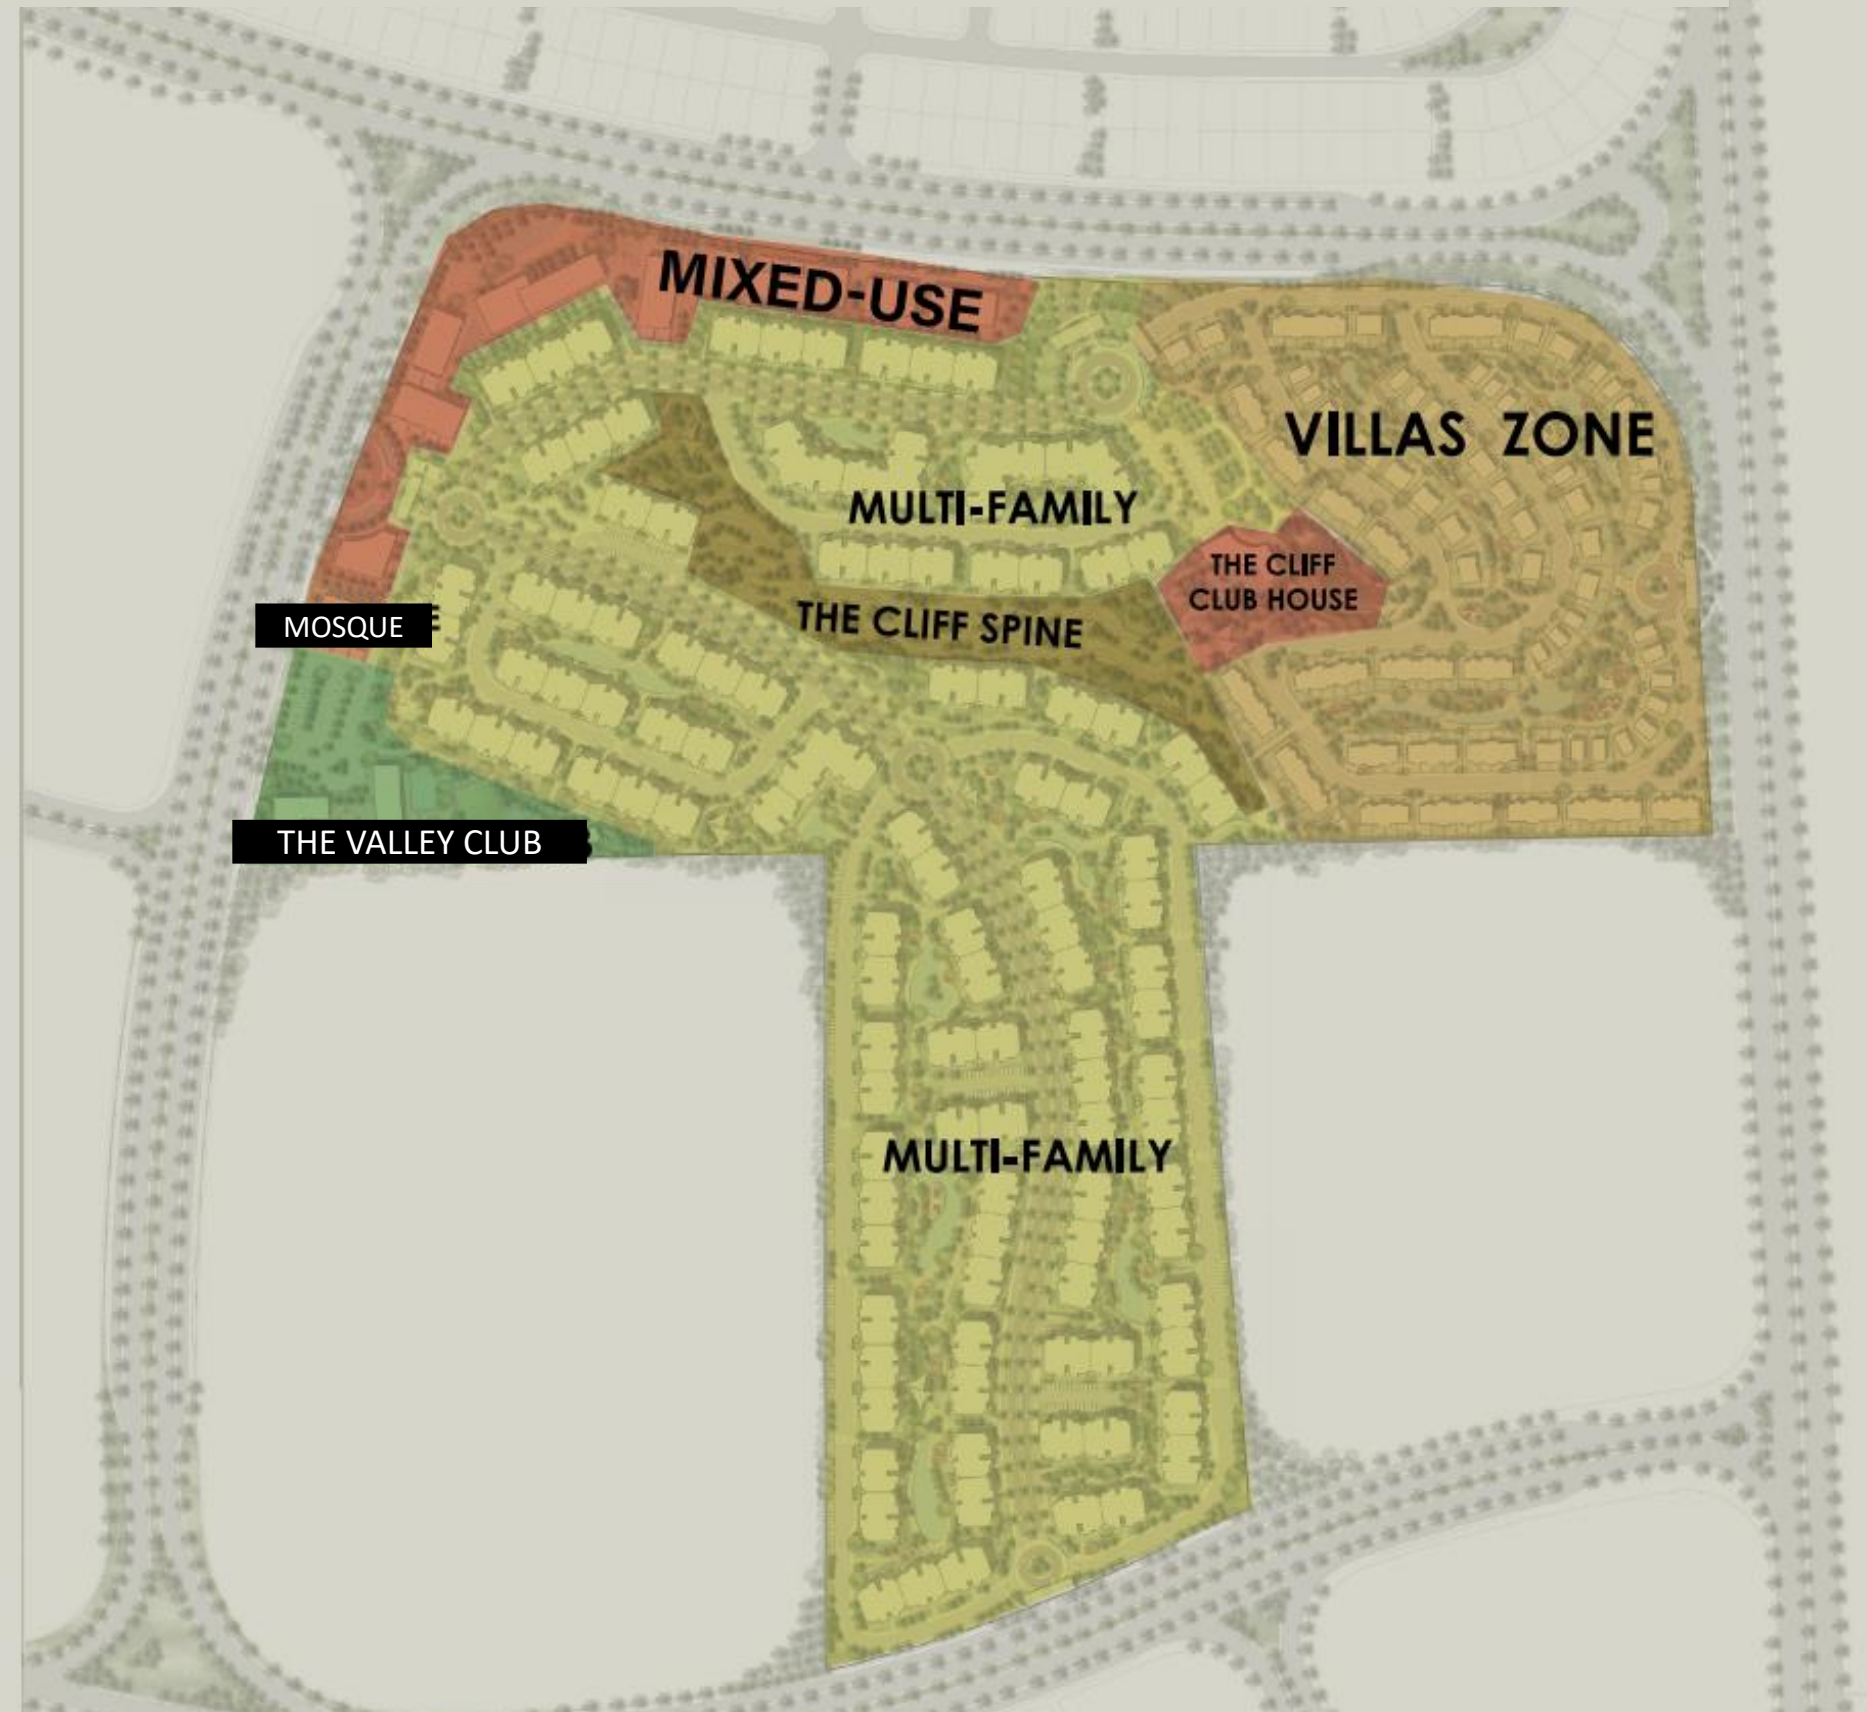 MIXED-USE
VILLAS ZONE
MULTI-FAMILY
THE CLIFF
CLUB HOUSE
THE CLIFF SPINE
MOSQUE
THE VALLEY CLUB
MULTI-FAMILY